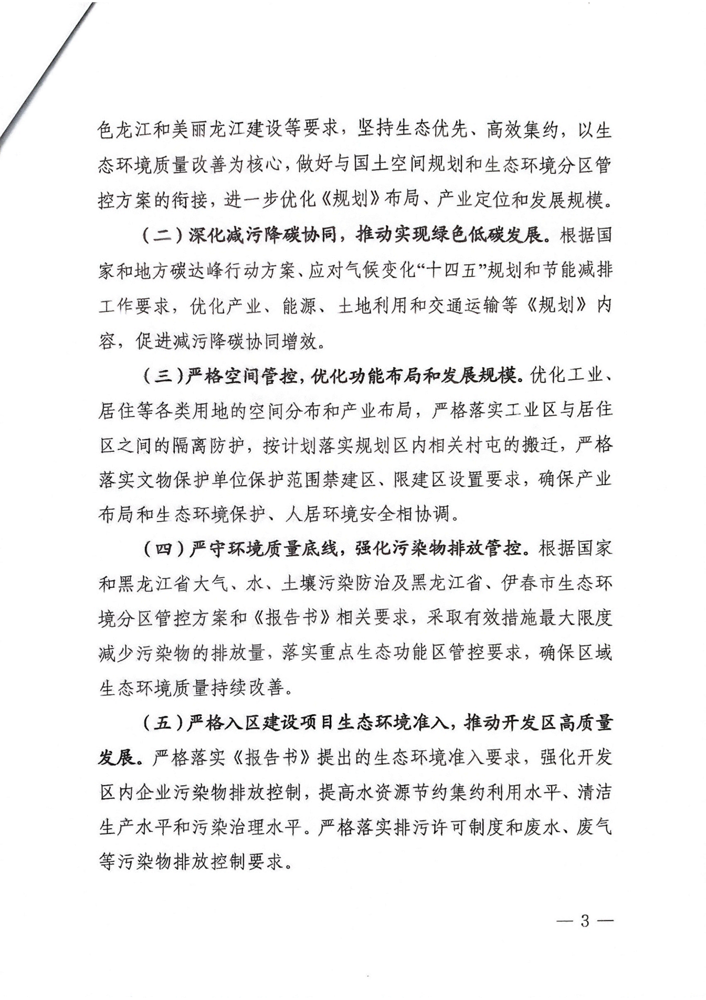 色龙江和美丽龙江建设等要求，坚持生态优先、高效集约，以生
态环境质量改善为核心，做好与国土空间规划和生态环境分区管
控方案的衔接，进一步优化《规划》布局、产业定位和发展规模。
（二）深化减污降碳协同，推动实现绿色低碳发展。根据国
家和地方碳达峰行动方案、应对气候变化“十四五”规划和节能减排
工作要求，优化产业、能源、土地利用和交通运输等《规划》内
容，促进减污降碳协同增效。
（三）严格空间管控，优化功能布局和发展规模。优化工业、
居住等各类用地的空间分布和产业布局，严格落实工业区与居住
区之间的隔离防护，按计划落实规划区内相关村屯的搬迁，严格
落实文物保护单位保护范围禁建区、限建区设置要求，确保产业
布局和生态环境保护、人居环境安全相协调。
（四）严守环境质量底线，强化污染物排放管控。根据国家
和黑龙江省大气、水、土壤污染防治及黑龙江省、伊春市生态环
境分区管控方案和《报告书》相关要求，采取有效措施最大限度
减少污染物的排放量，落实重点生态功能区管控要求，确保区域
生态环境质量持续改善。
（五）严格入区建设项目生态环境准入，推动开发区高质量
发展。严格落实《报告书》提出的生态环境准入要求，强化开发
区内企业污染物排放控制，提高水资源节约集约利用水平、清洁
生产水平和污染治理水平。严格落实排污许可制度和废水、废气
等污染物排放控制要求。
— 3 —